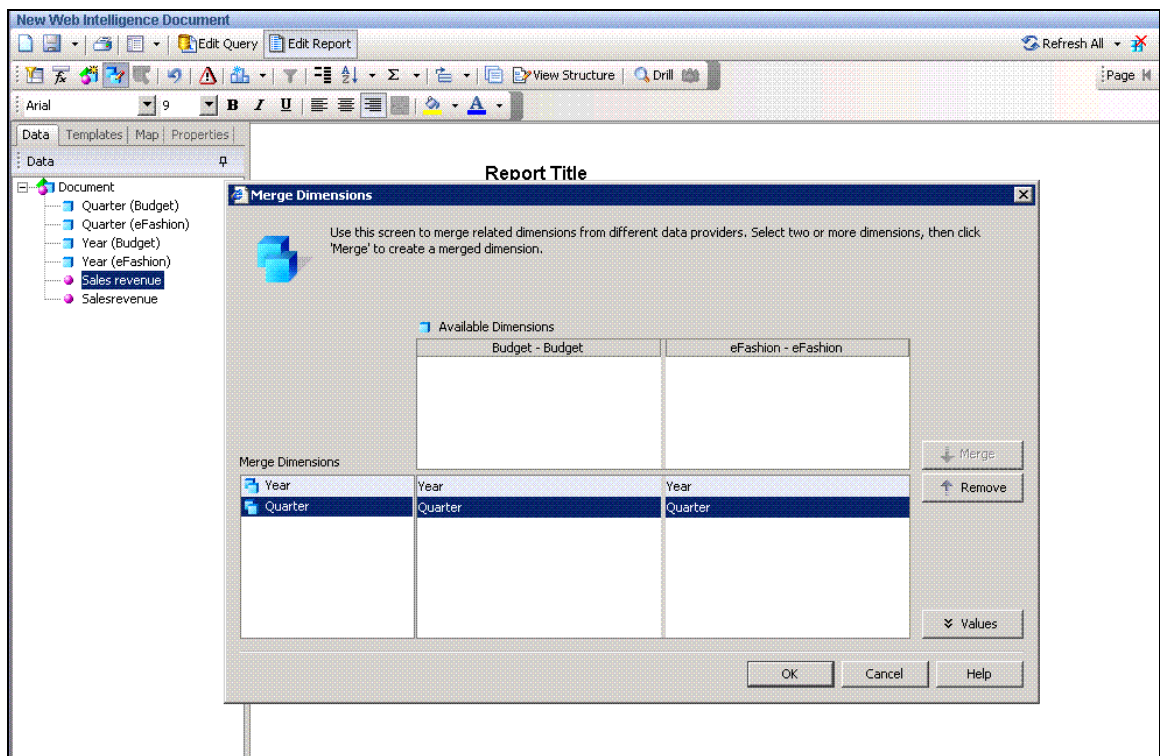 New Web Intelligence Document
Edit Query Edit Report Refresh All
View Structure Drill Page
Arial 9 B I U A
Data Templates Map Properties
Data
Document
Quarter (Budget)
Quarter (eFashion)
Year (Budget)
Year (eFashion)
Sales revenue
Salesrevenue
Report Title
Merge Dimensions
Use this screen to merge related dimensions from different data providers. Select two or more dimensions, then click
'Merge' to create a merged dimension.
Available Dimensions
Budget - Budget eFashion - eFashion
Merge
Merge Dimensions
Year Year Year
Remove
Quarter Quarter Quarter
Values
OK Cancel Help